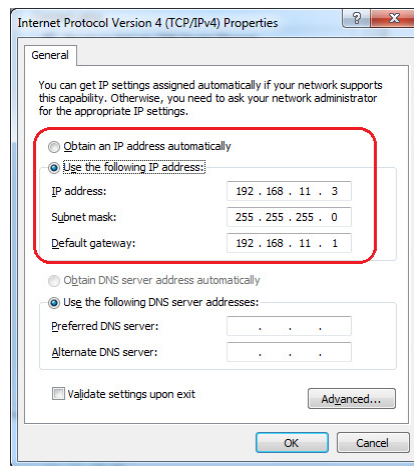 Internet Protocol Version 4 (TCP/IPv4) Properties
General
You can get IP settings assigned automatically if your network supports
this capability. Otherwise, you need to ask your network administrator
for the appropriate IP settings.
Obtain an IP address automatically
Use the following IP address:
IP address: 192 . 168 . 11 . 3
Subnet mask: 255 . 255 . 255 . 0
Default gateway: 192 . 168 . 11 . 1
Obtain DNS server address automatically
Use the following DNS server addresses:
Preferred DNS server: . . .
Alternate DNS server: . . .
Validate settings upon exit
Advanced...
OK Cancel